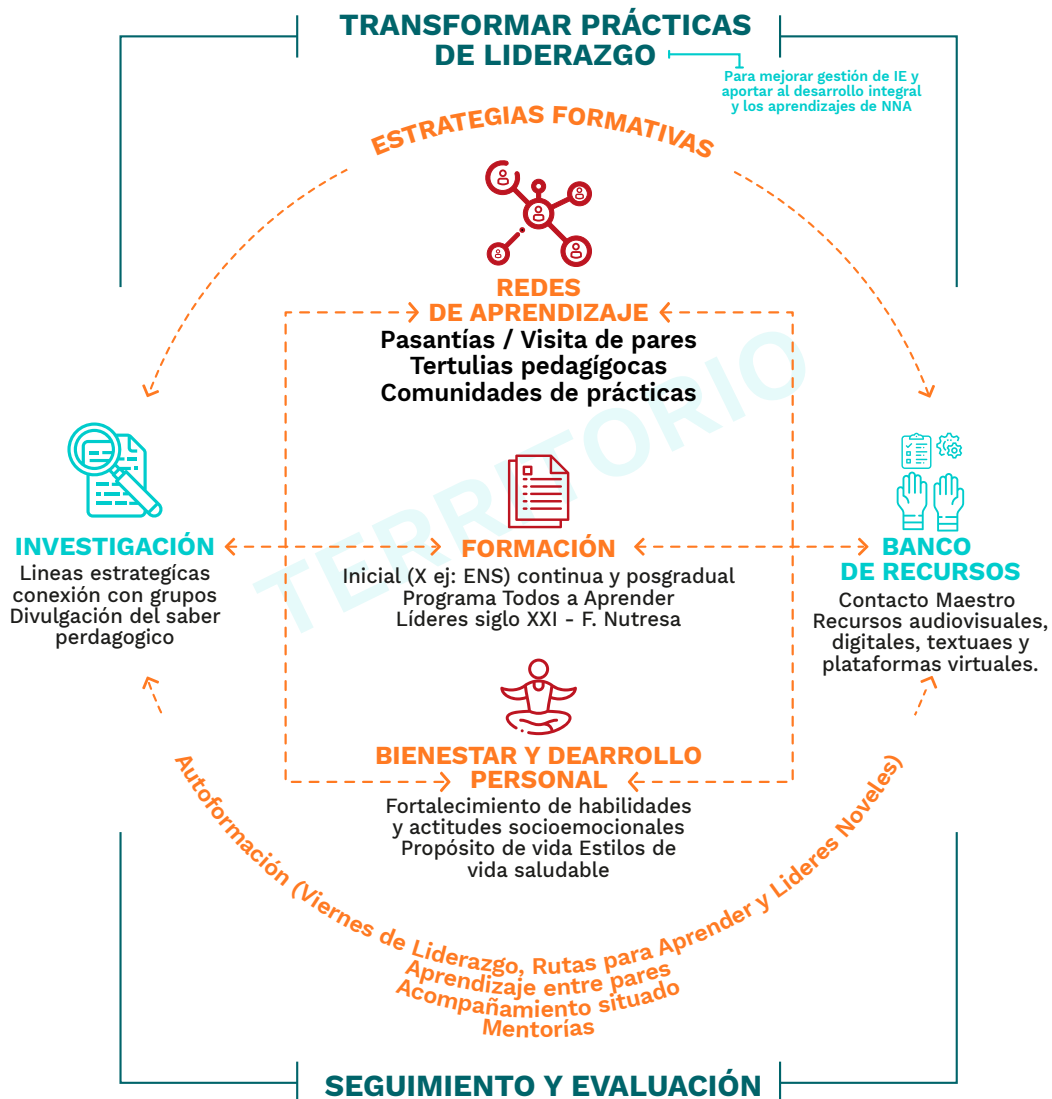 TRANSFORMAR PRÁCTICAS
DE LIDERAZGO
Para mejorar gestión de IE y
aportar al desarrollo integral
y los aprendizajes de NNA
ESTRATEGIAS FORMATIVAS
REDES
DE APRENDIZAJE
Pasantías / Visita de pares
Tertulias pedagígocas
Comunidades de prácticas
TERRITORIO
INVESTIGACIÓN
Lineas estrategícas
conexión con grupos
Divulgación del saber
perdagogico
FORMACIÓN
Inicial (X ej: ENS) continua y posgradual
Programa Todos a Aprender
Líderes siglo XXI - F. Nutresa
BANCO
DE RECURSOS
Contacto Maestro
Recursos audiovisuales,
digitales, textuaes y
plataformas virtuales.
BIENESTAR Y DEARROLLO
PERSONAL
Fortalecimiento de habilidades
y actitudes socioemocionales
Propósito de vida Estilos de
vida saludable
Autoformación (Viernes de Liderazgo, Rutas para Aprender y Lideres Noveles)
Aprendizaje entre pares
Acompañamiento situado
Mentorías
SEGUIMIENTO Y EVALUACIÓN